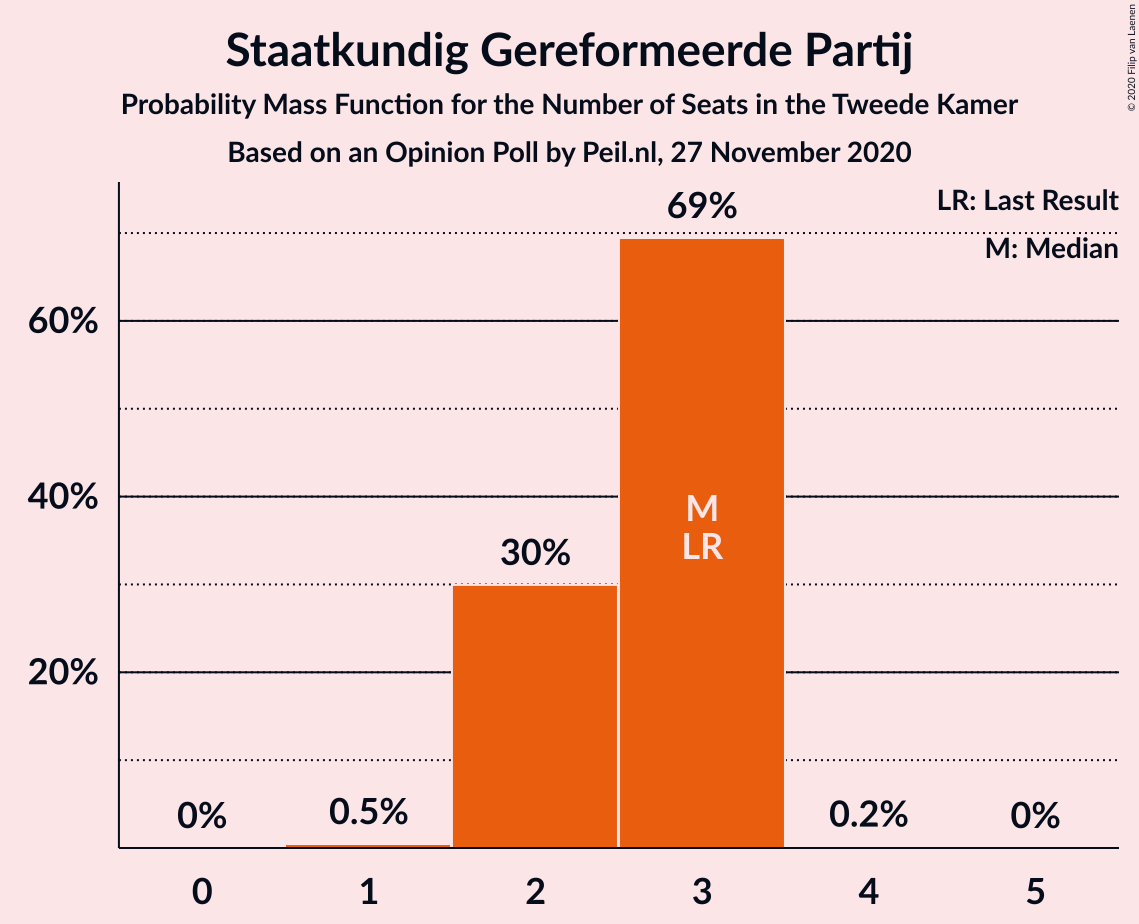 Staatkundig Gereformeerde Partij
Probability Mass Function for the Number of Seats in the Tweede Kamer
Based on an Opinion Poll by Peil.nl, 27 November 2020
© 2020 Filip van Laenen
LR: Last Result
M: Median
69%
60%
40%
20%
M
LR
30%
0%
0.5%
0.2%
0%
0 1 2 3 4 5